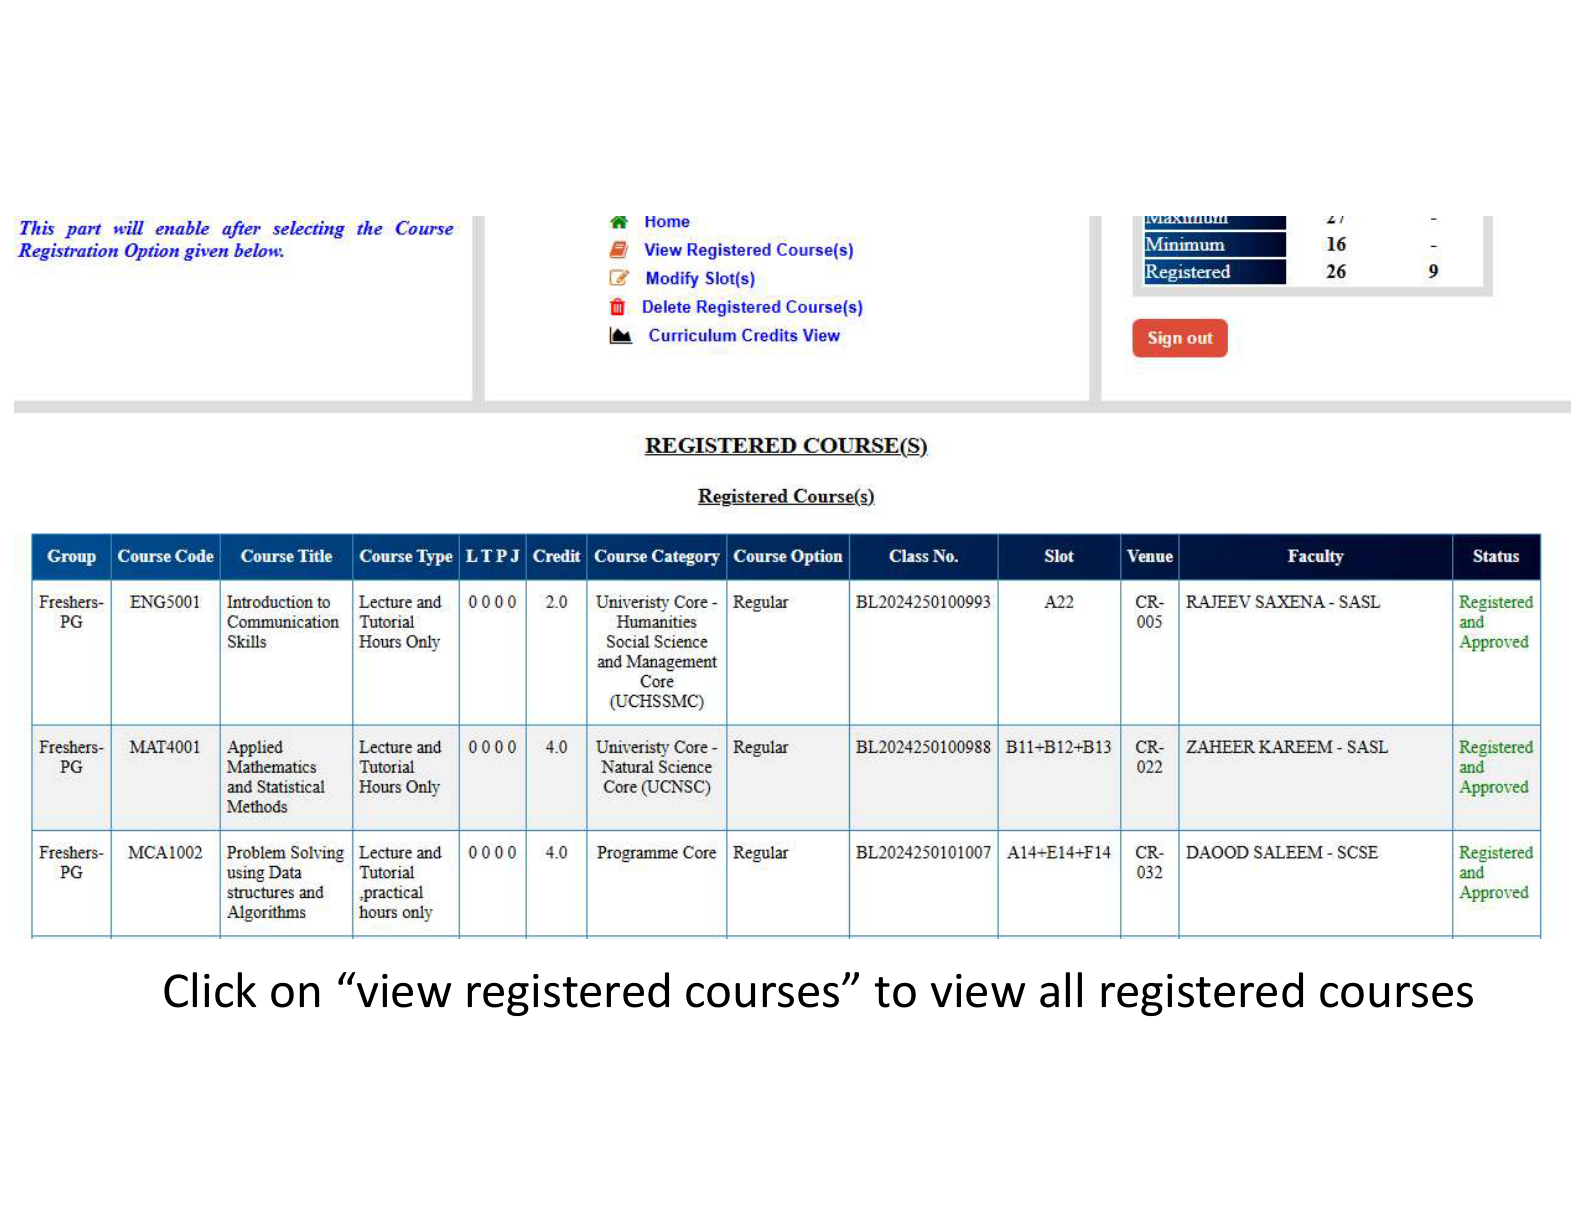 This part will enable after selecting the Course
Registration Option given below.
Home
View Registered Course(s)
Modify Slot(s)
Delete Registered Course(s)
Curriculum Credits View
Maximum 27 -
Minimum 16 -
Registered 26 9
Sign out
REGISTERED COURSE(S)
Registered Course(s)
Group Course Code Course Title Course Type L T P J Credit Course Category Course Option Class No. Slot Venue Faculty Status
Freshers- ENG5001 Introduction to Lecture and 0 0 0 0 2.0 Univeristy Core - Regular BL2024250100993 A22 CR- RAJEEV SAXENA - SASL Registered
PG Communication Tutorial Humanities 005 and
Skills Hours Only Social Science Approved
and Management
Core
(UCHSSMC)
Freshers- MAT4001 Applied Lecture and 0 0 0 0 4.0 Univeristy Core - Regular BL2024250100988 B11+B12+B13 CR- ZAHEER KAREEM - SASL Registered
PG Mathematics Tutorial Natural Science 022 and
and Statistical Hours Only Core (UCNSC) Approved
Methods
Freshers- MCA1002 Problem Solving Lecture and 0 0 0 0 4.0 Programme Core Regular BL2024250101007 A14+E14+F14 CR- DAOOD SALEEM - SCSE Registered
PG using Data Tutorial 032 and
structures and ,practical Approved
Algorithms hours only
Click on “view registered courses” to view all registered courses